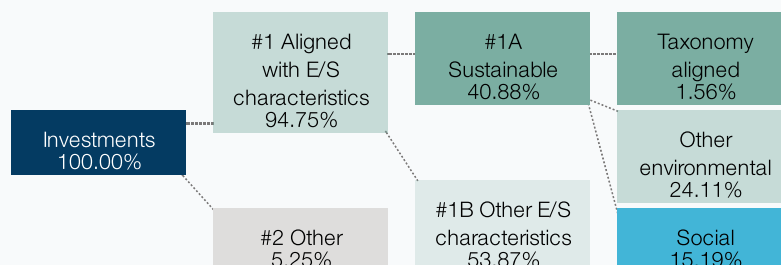 #1 Aligned
with E/S
characteristics
94.75%
#1A
Sustainable
40.88%
Taxonomy
aligned
1.56%
Investments
100.00%
Other
environmental
24.11%
#1B Other E/S
characteristics
53.87%
#2 Other
5.25%
Social
15.19%